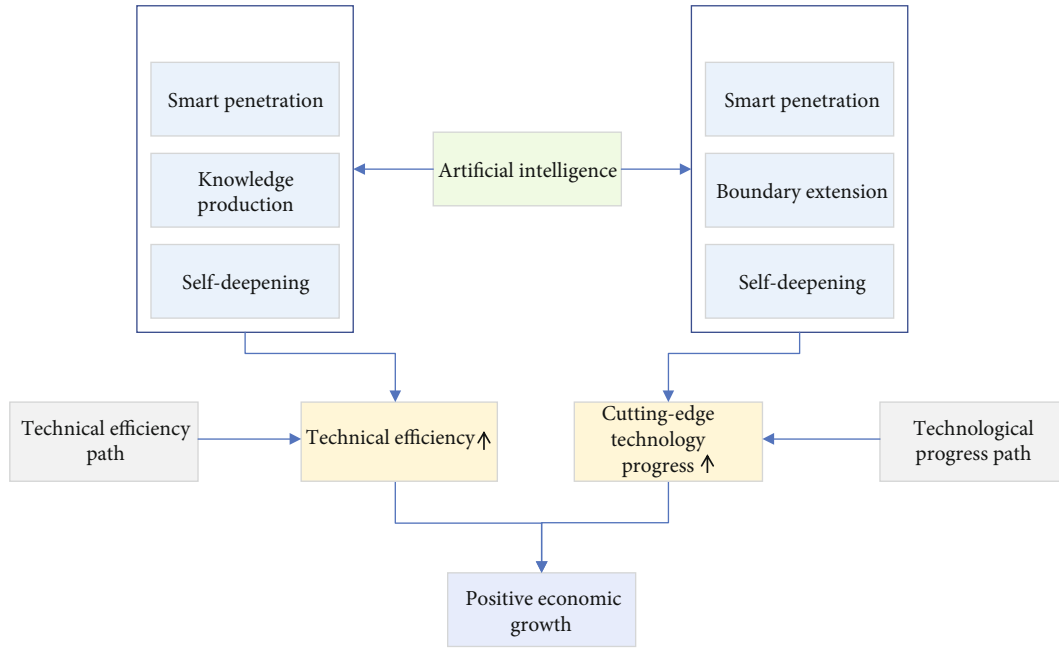 Smart penetration
Smart penetration
Artificial intelligence
Knowledge
production
Boundary extension
Self-deepening
Self-deepening
Technical efficiency
path
Technical efficiency ↑
Cutting-edge
technology
progress ↑
Technological
progress path
Positive economic
growth